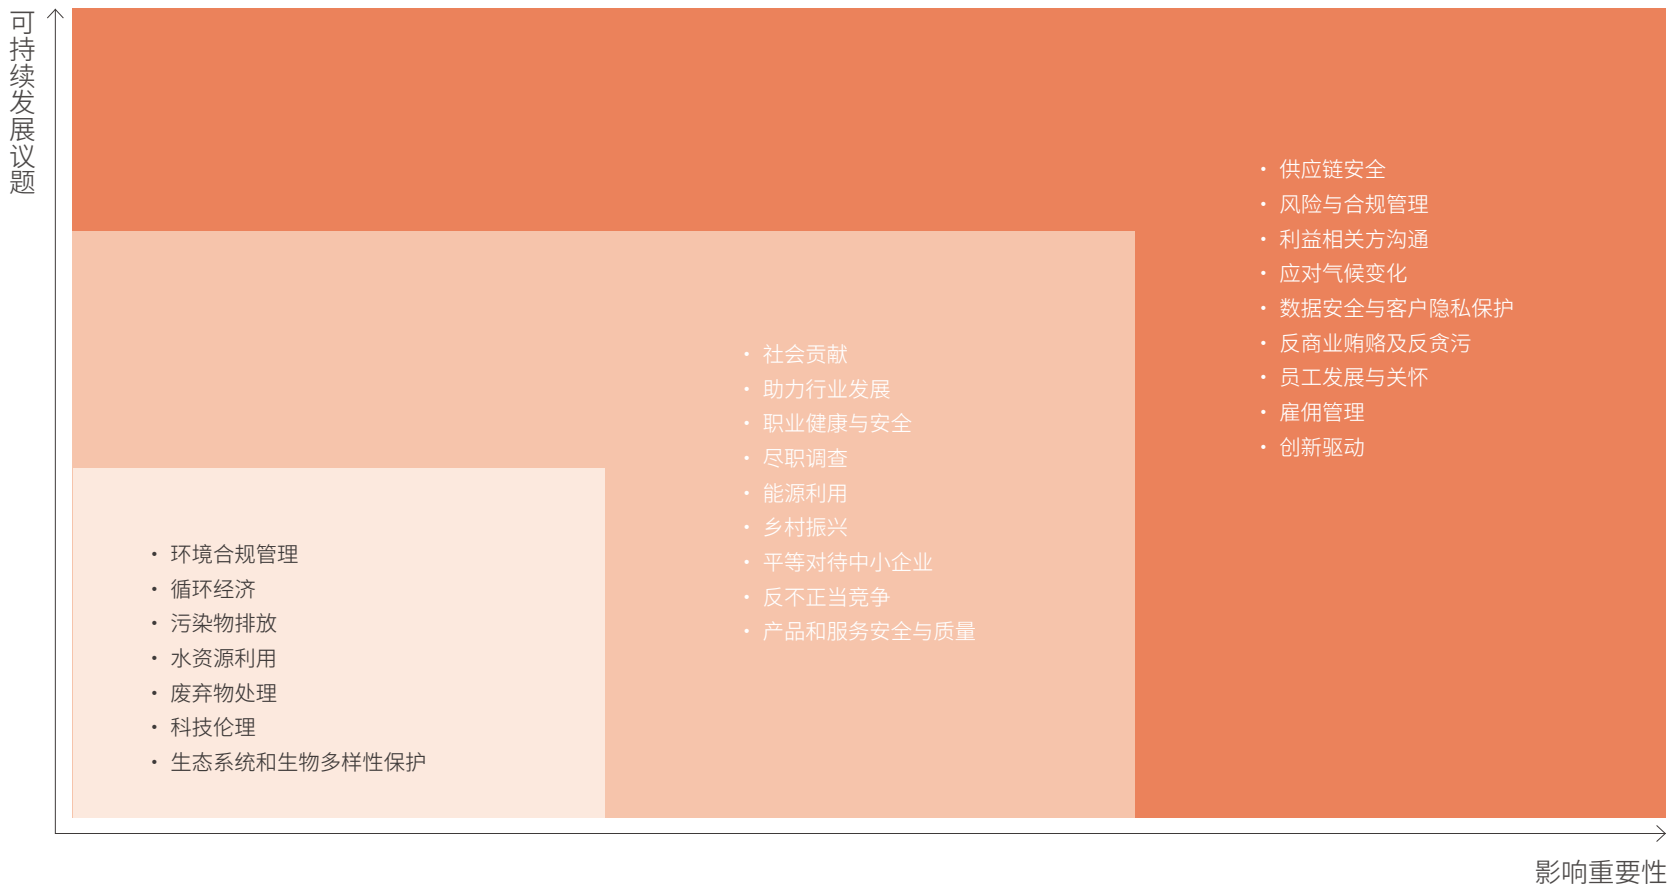 可持续发展议题
· 供应链安全
· 风险与合规管理
· 利益相关方沟通
· 应对气候变化
· 数据安全与客户隐私保护
· 反商业贿赂及反贪污
· 员工发展与关怀
· 雇佣管理
· 创新驱动
· 社会贡献
· 助力行业发展
· 职业健康与安全
· 尽职调查
· 能源利用
· 乡村振兴
· 平等对待中小企业
· 反不正当竞争
· 产品和服务安全与质量
· 环境合规管理
· 循环经济
· 污染物排放
· 水资源利用
· 废弃物处理
· 科技伦理
· 生态系统和生物多样性保护
影响重要性